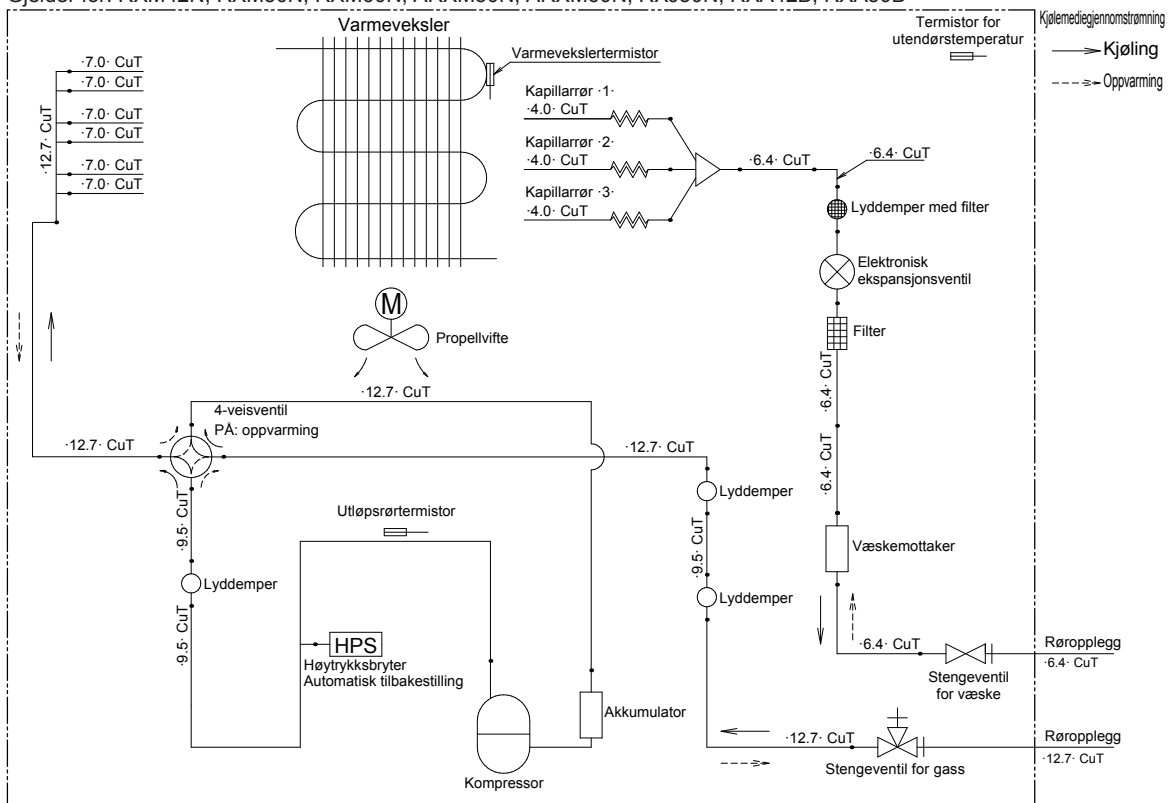 Varmeveksler
Termistor for
utendørstemperatur
Kjølemediegjennomstrømning
Kjøling
Oppvarming
Varmevekslertermistor
·7.0· CuT
·7.0· CuT
·7.0· CuT
·7.0· CuT
·7.0· CuT
·7.0· CuT
·12.7· CuT
Kapillarrør ·1·
·4.0· CuT
Kapillarrør ·2·
·4.0· CuT
Kapillarrør ·3·
·4.0· CuT
·6.4· CuT
·6.4· CuT
Lyddemper med filter
Elektronisk
ekspansjonsventil
Filter
M
Propellvifte
·6.4· CuT
·12.7· CuT
4-veisventil
PÅ: oppvarming
·12.7· CuT
·12.7· CuT
·6.4· CuT
Lyddemper
·9.5· CuT
Utløpsrørtermistor
·9.5· CuT
Væskemottaker
Lyddemper
Lyddemper
·9.5· CuT
HPS
Høytrykksbryter
Automatisk tilbakestilling
·6.4· CuT
Røropplegg
·6.4· CuT
Stengeventil
for væske
Akkumulator
Kompressor
·12.7· CuT
Røropplegg
·12.7· CuT
Stengeventil for gass